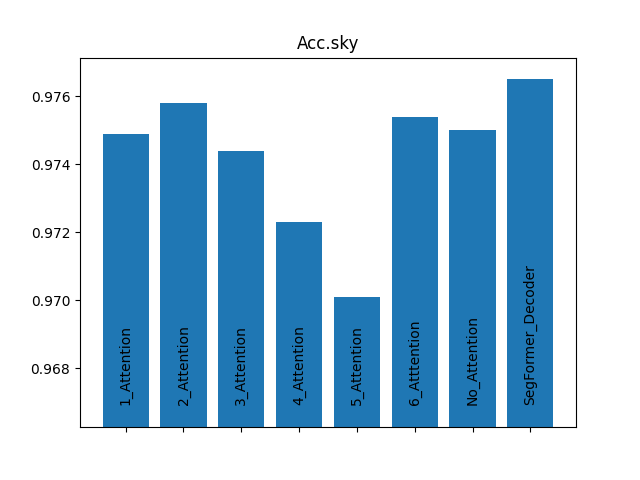 Acc.sky
0.976
0.974
0.972
0.970
0.968
1_Attention
2_Attention
3_Attention
4_Attention
5_Attention
6_Atttention
No_Attention
SegFormer_Decoder